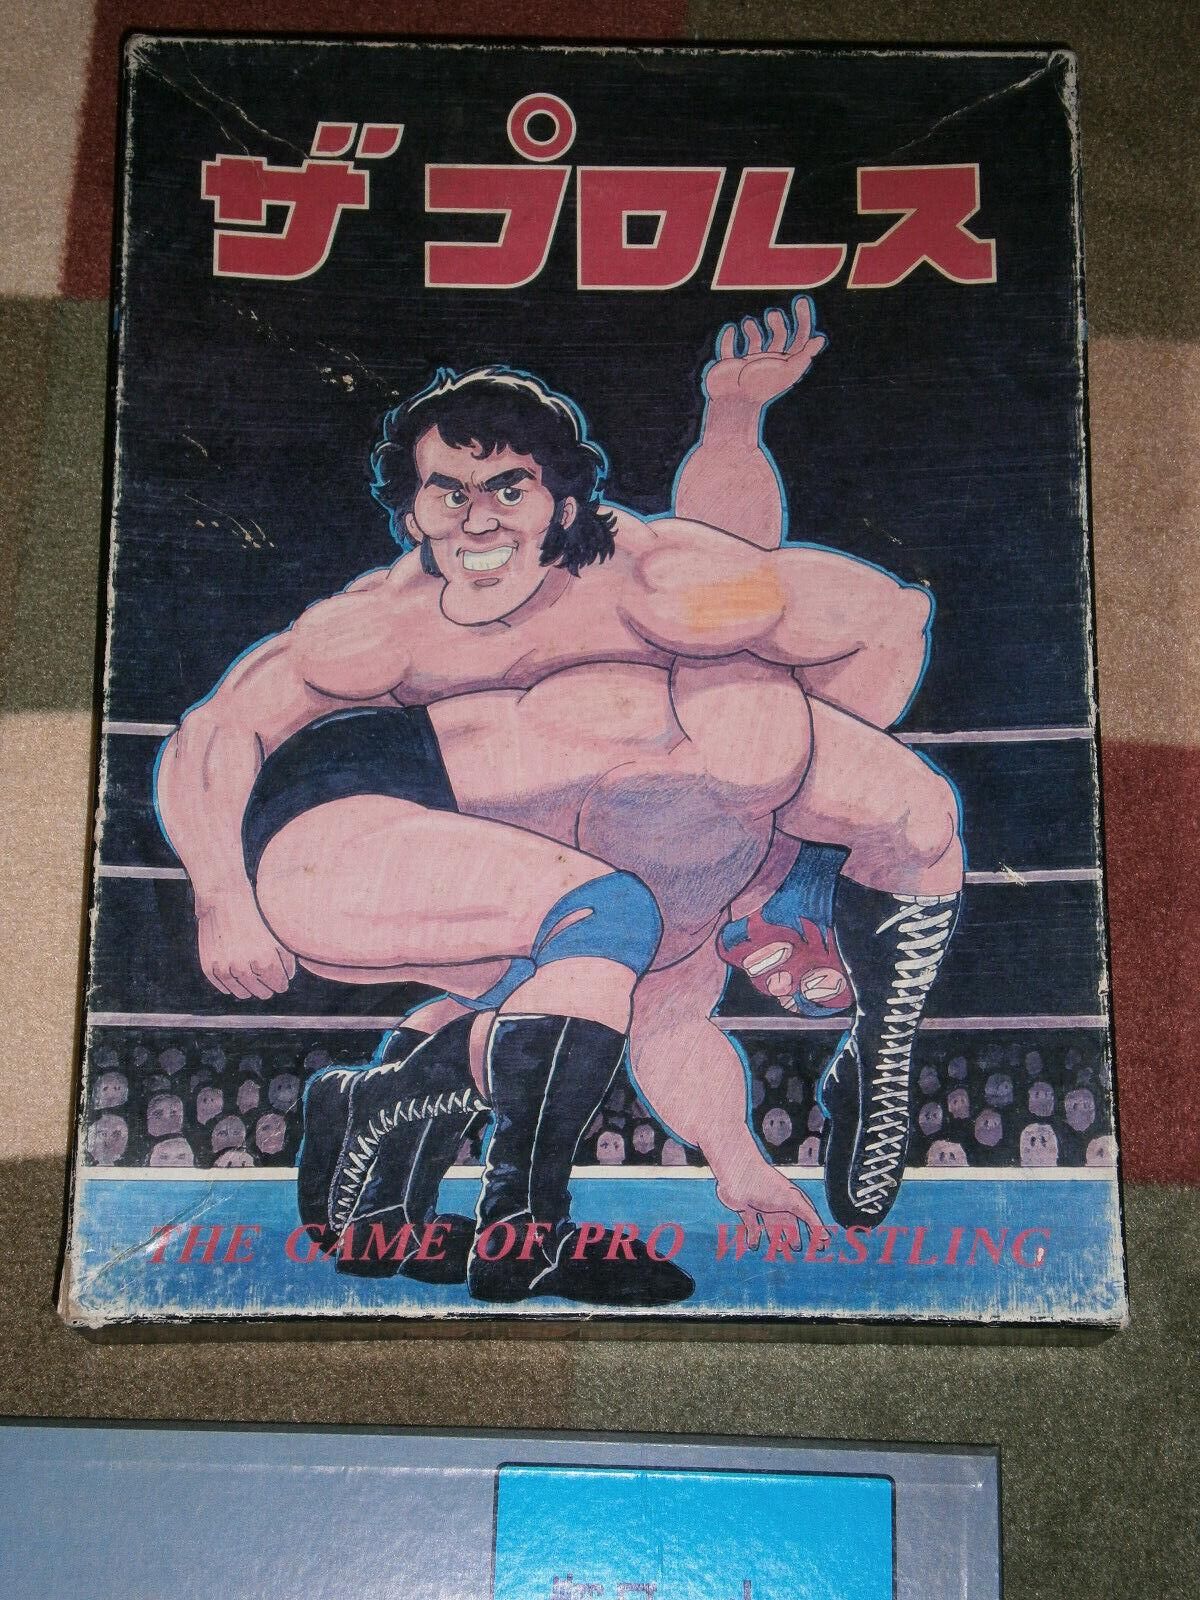 ザ プロレス
THE GAME OF PRO WRESTLING